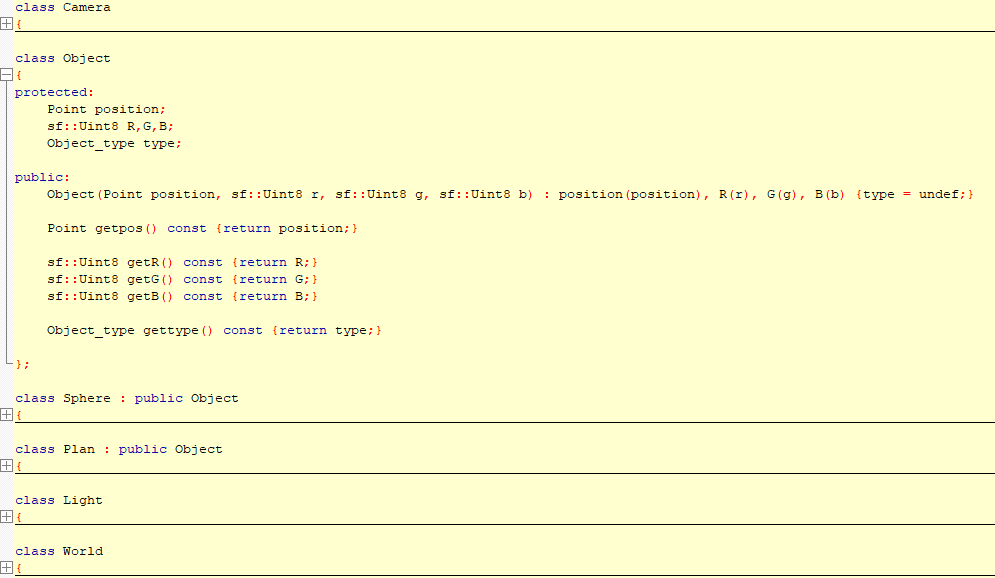 class Camera
{
class Object
{
protected:
Point position;
sf::Uint8 R,G,B;
Object_type type;
public:
Object(Point position, sf::Uint8 r, sf::Uint8 g, sf::Uint8 b) : position(position), R(r), G(g), B(b) {type = undef;}
Point getpos() const {return position;}
sf::Uint8 getR() const {return R;}
sf::Uint8 getG() const {return G;}
sf::Uint8 getB() const {return B;}
Object_type gettype() const {return type;}
};
class Sphere : public Object
{
class Plan : public Object
{
class Light
{
class World
{